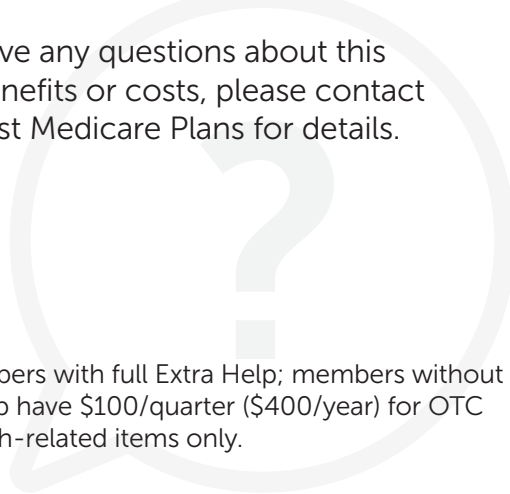 ve any questions about this
nefits or costs, please contact
st Medicare Plans for details.
?
bers with full Extra Help; members without
p have $100/quarter ($400/year) for OTC
h-related items only.